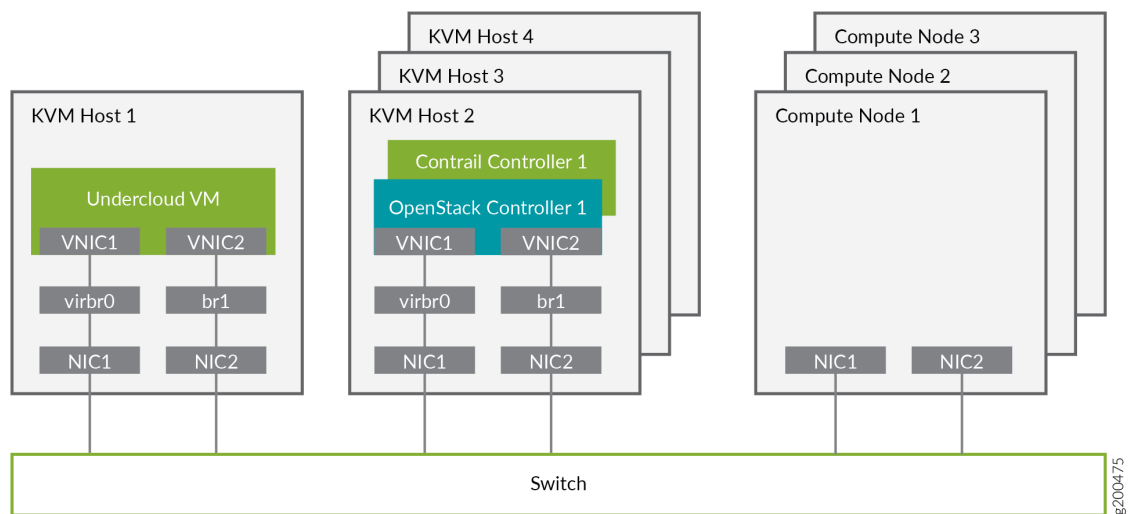 KVM Host 4
KVM Host 3
KVM Host 1
KVM Host 2
Compute Node 3
Compute Node 2
Compute Node 1
Undercloud VM
VNIC1 VNIC2
virbr0 br1
NIC1 NIC2
Contrail Controller 1
OpenStack Controller 1
VNIC1 VNIC2
virbr0 br1
NIC1 NIC2
NIC1 NIC2
Switch
g200475